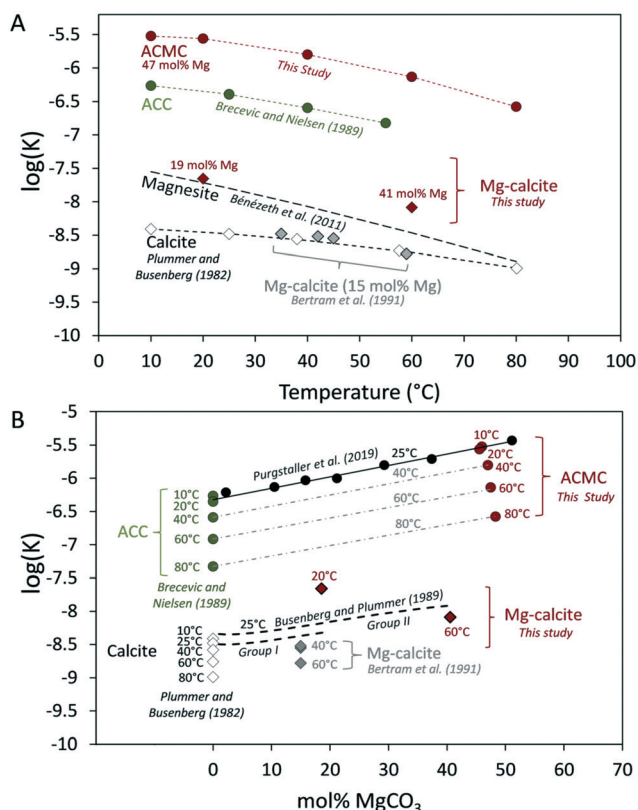 A
-5.5
-6
-6.5
-7
-7.5
-8
-8.5
-9
-9.5
-10
log(K)
ACMC
47 mol% Mg
This Study
ACC
Brecevic and Nielsen (1989)
19 mol% Mg
Magnesite
Bénézeth et al. (2011)
41 mol% Mg
Mg-calcite
This study
Calcite
Plummer and
Busenberg (1982)
Mg-calcite (15 mol% Mg)
Bertram et al. (1991)
0 10 20 30 40 50 60 70 80 90 100
Temperature (°C)
B
-5
-5.5
-6
-6.5
-7
-7.5
-8
-8.5
-9
-9.5
-10
log(K)
Purgstaller et al. (2019)
25°C
40°C
60°C
80°C
10°C
20°C
40°C
60°C
80°C
ACMC
This Study
ACC
10°C
20°C
40°C
60°C
80°C
Brecevic and
Nielsen (1989)
20°C
Busenberg and Plummer (1989)
25°C
Group I
Group II
60°C
Mg-calcite
This study
Calcite
10°C
25°C
40°C
60°C
80°C
Plummer and
Busenberg (1982)
40°C
60°C
Mg-calcite
Bertram et al. (1991)
0 10 20 30 40 50 60 70
mol% MgCO₃